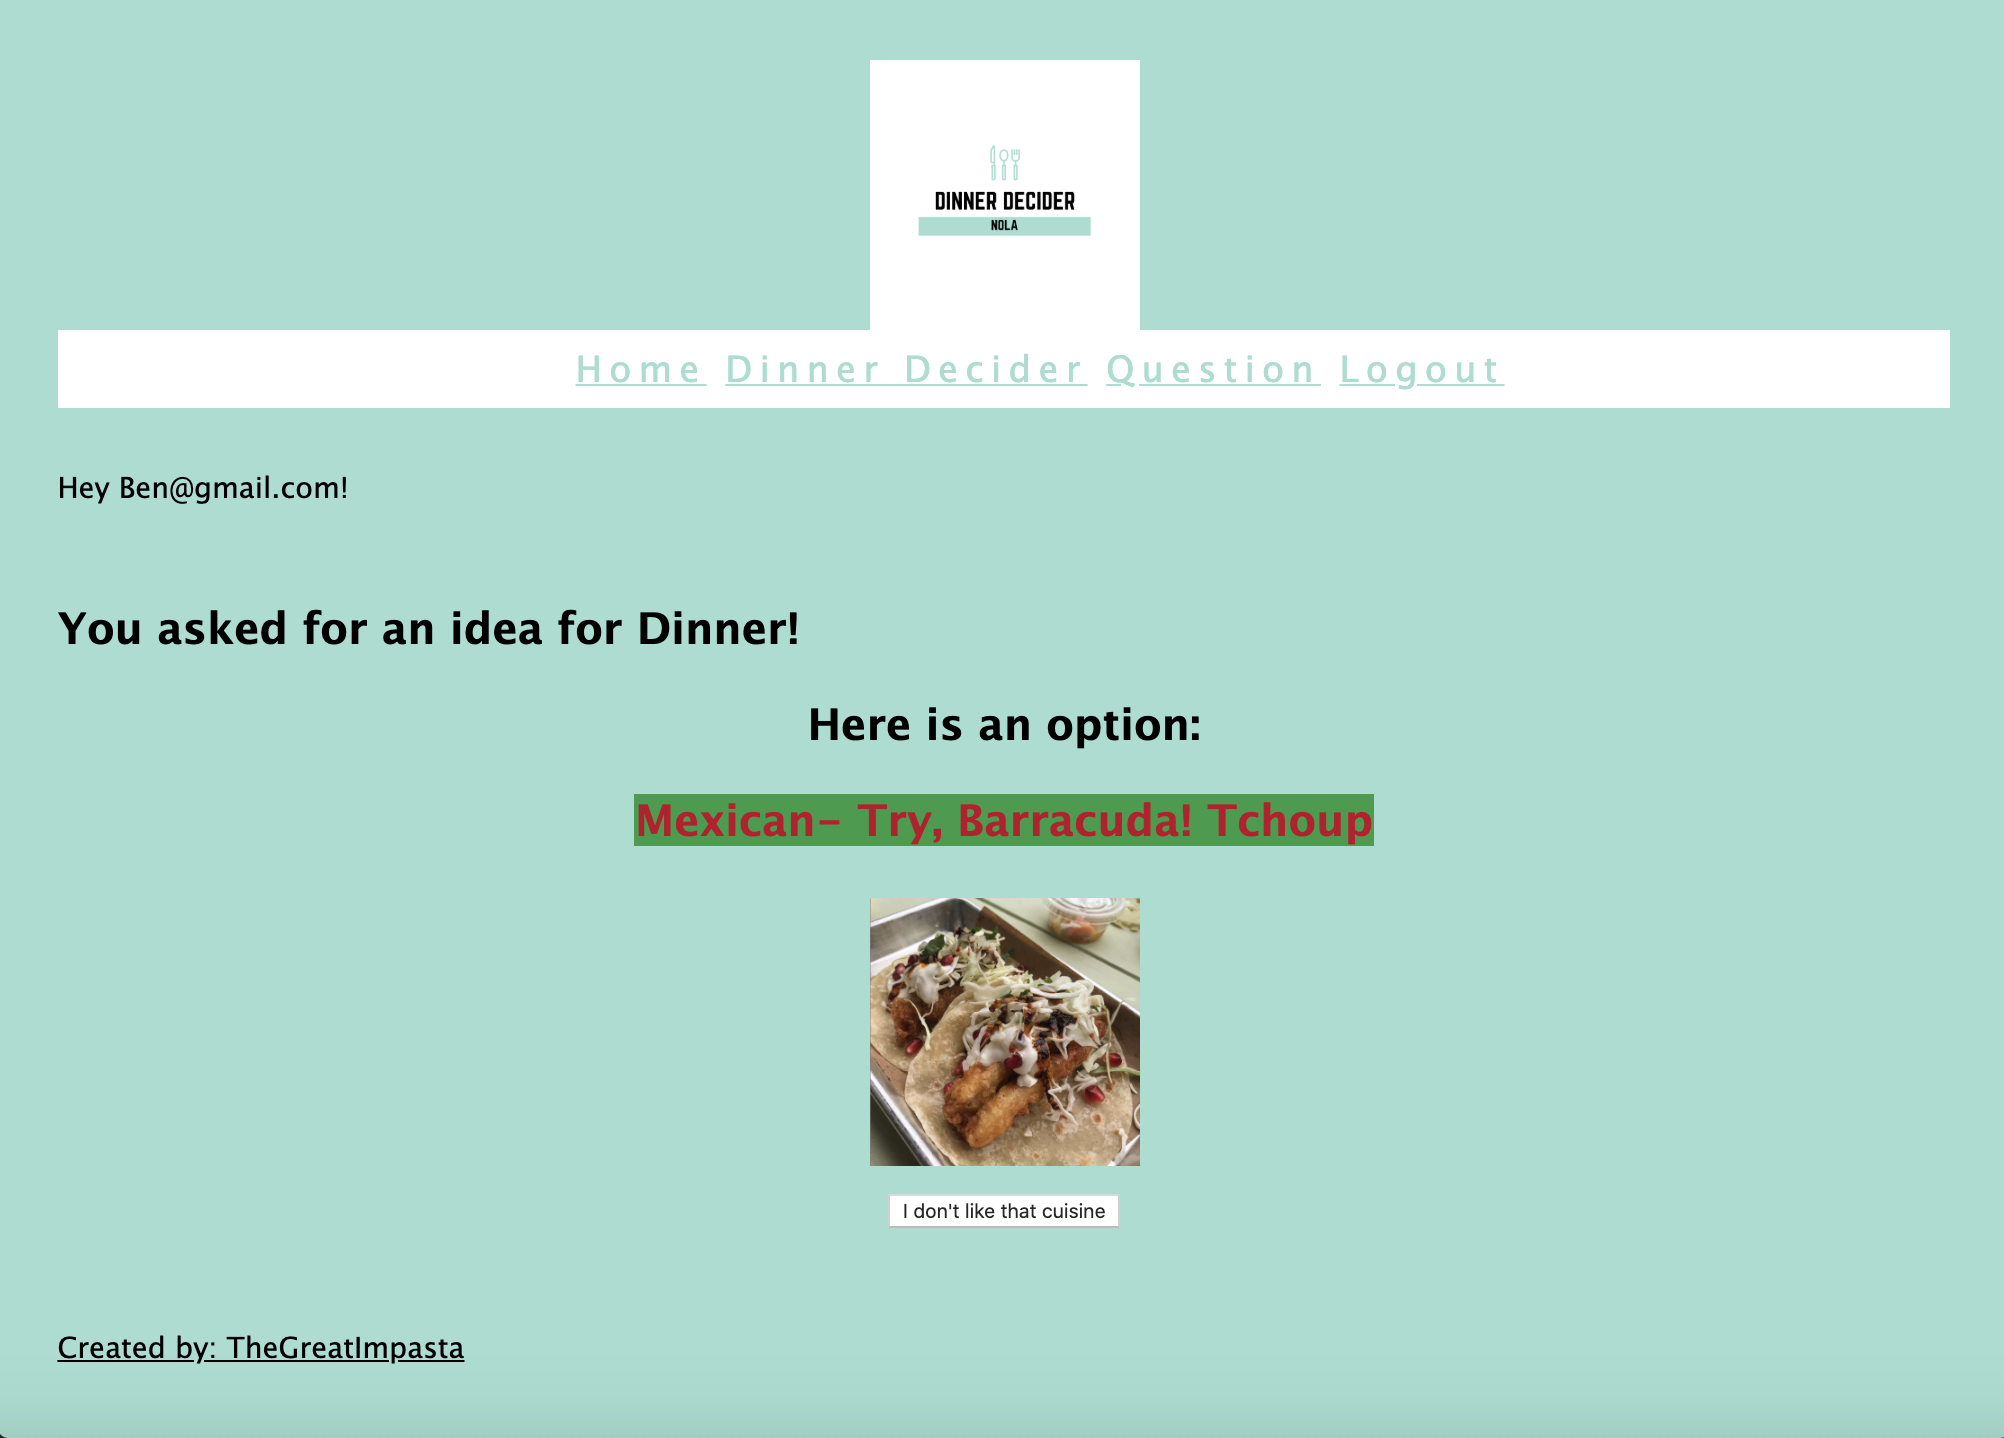 DINNER DECIDER
NOLA
Home Dinner Decider Question Logout
Hey Ben@gmail.com!
You asked for an idea for Dinner!
Here is an option:
Mexican- Try, Barracuda! Tchoup
I don't like that cuisine
Created by: TheGreatImpasta